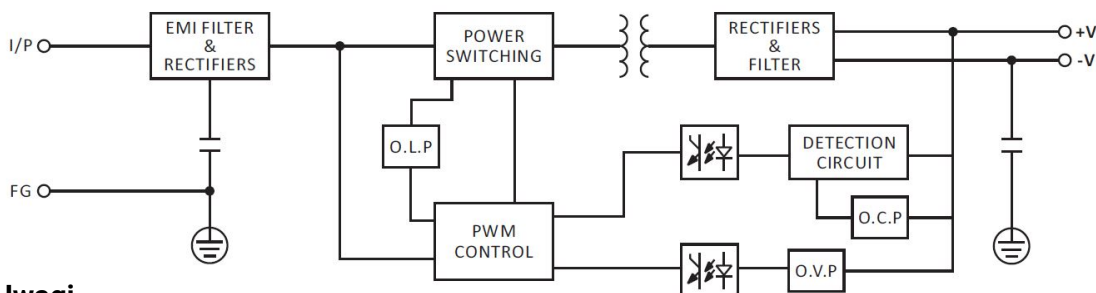 I/P
EMI FILTER
&
RECTIFIERS
POWER
SWITCHING
RECTIFIERS
&
FILTER
+V
-V
O.L.P
DETECTION
CIRCUIT
FG
O.C.P
PWM
CONTROL
O.V.P